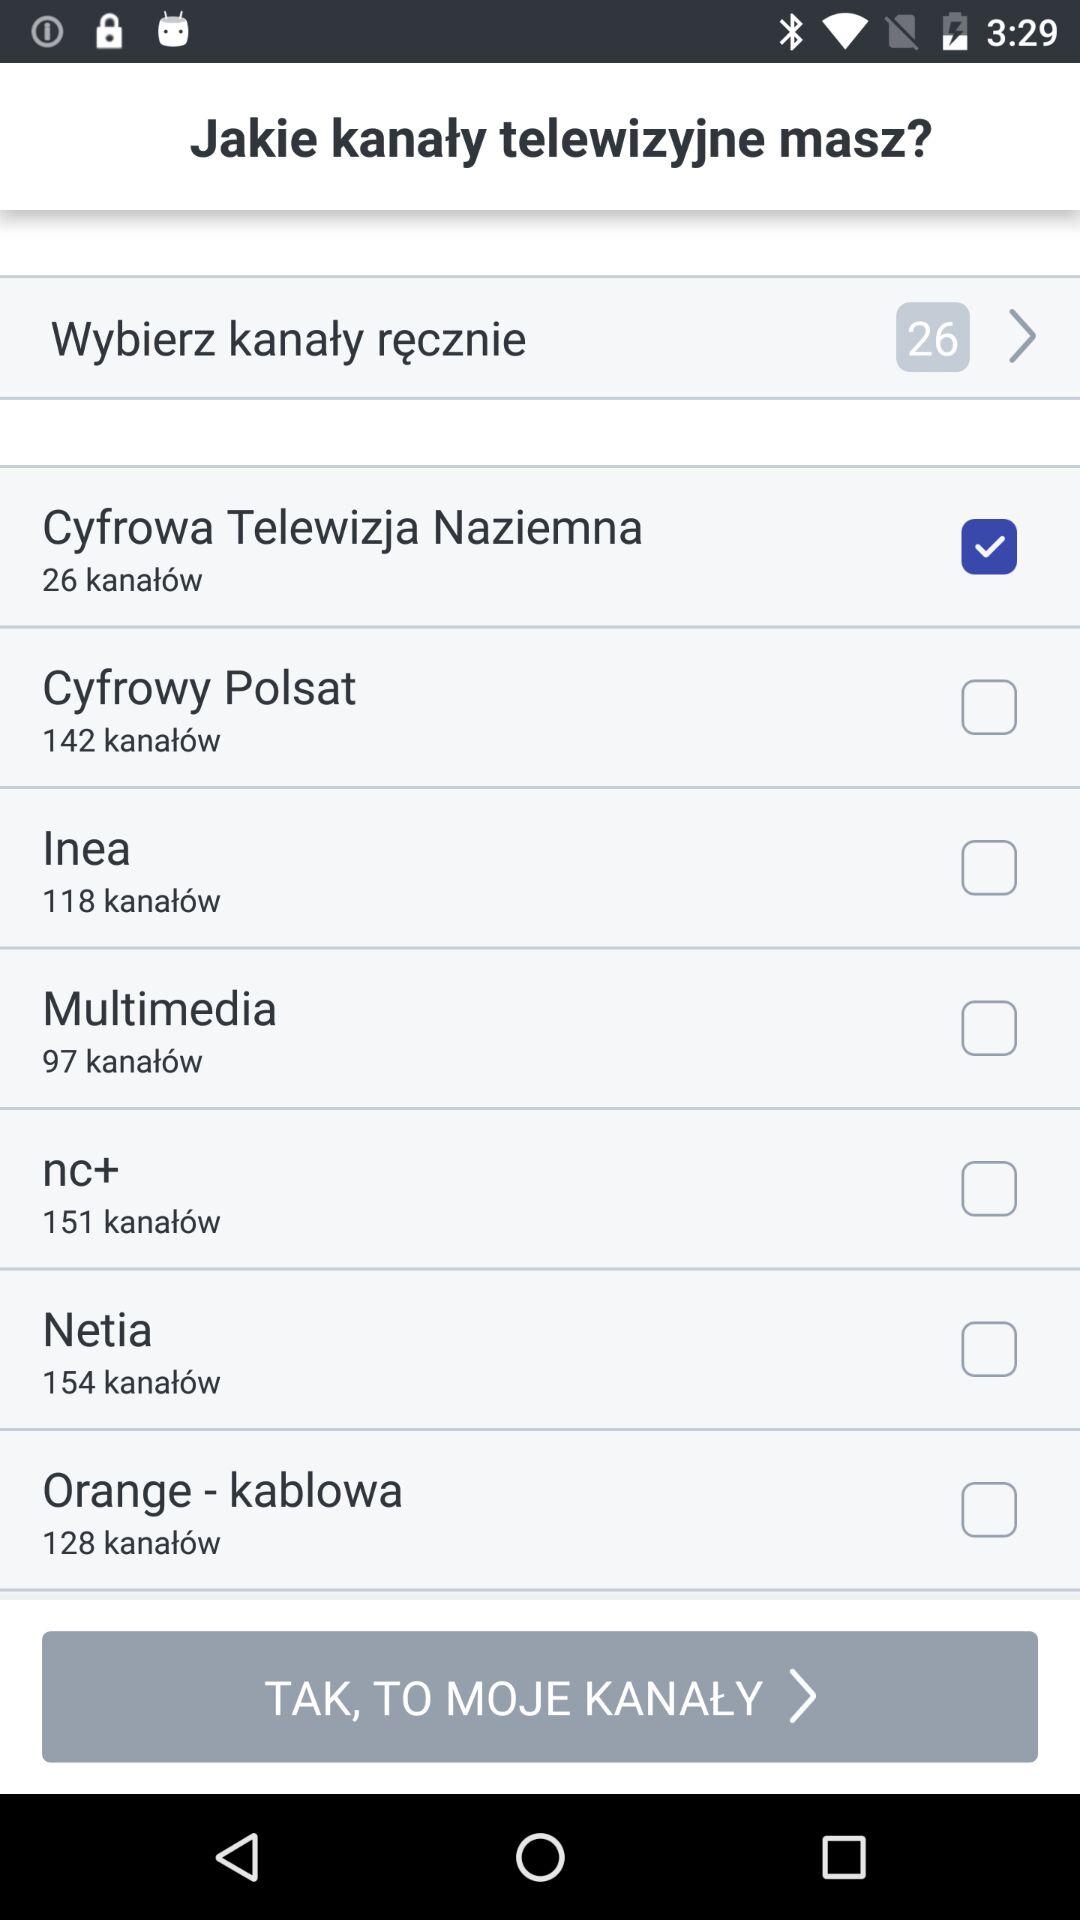 3:29
Jakie kanały telewizyjne masz?
Wybierz kanały ręcznie 26
Cyfrowa Telewizja Naziemna
26 kanałów
Cyfrowy Polsat
142 kanałów
Inea
118 kanałów
Multimedia
97 kanałów
nc+
151 kanałów
Netia
154 kanałów
Orange - kablowa
128 kanałów
TAK, TO MOJE KANAŁY